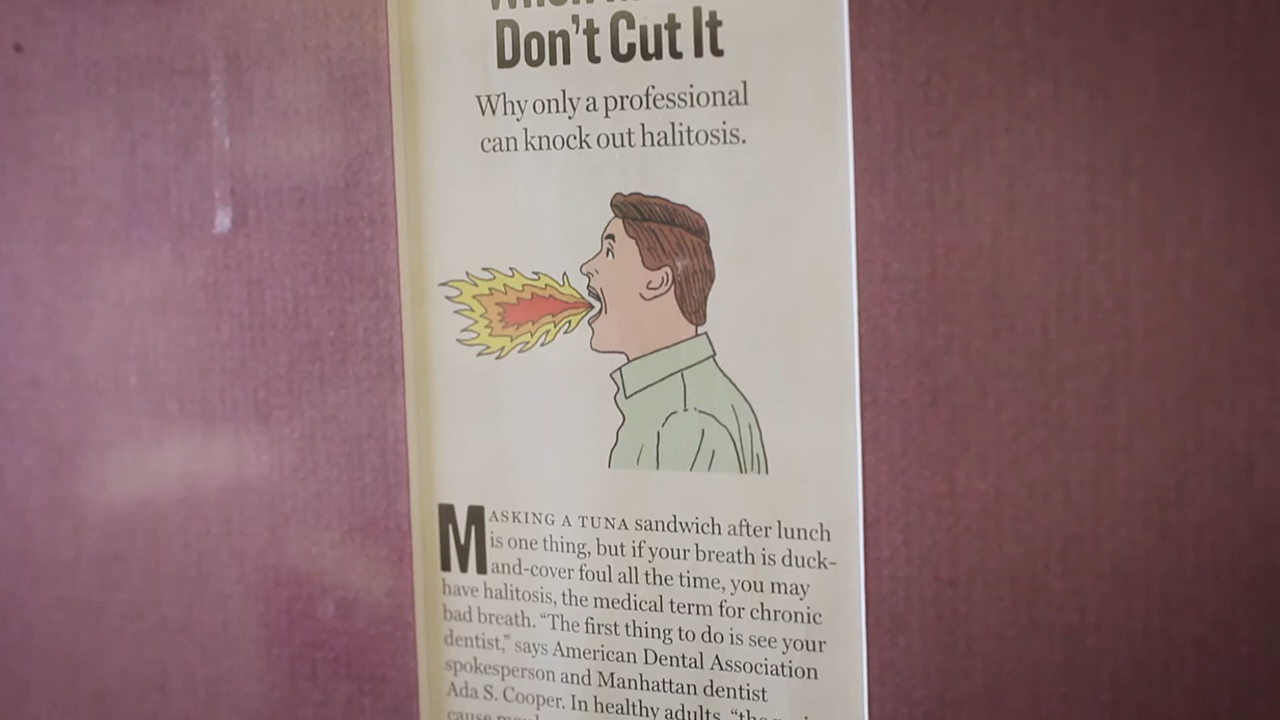 When
Don't Cut It
Why only a professional
can knock out halitosis.
MASKING A TUNA sandwich after lunch
is one thing, but if your breath is duck-
and-cover foul all the time, you may
have halitosis, the medical term for chronic
bad breath. “The first thing to do is see your
dentist,” says American Dental Association
spokesperson and Manhattan dentist
Ada S. Cooper. In healthy adults, “the
cause